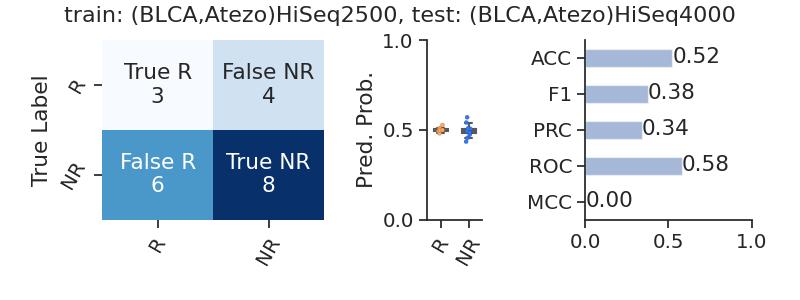 train: (BLCA,Atezo)HiSeq2500, test: (BLCA,Atezo)HiSeq4000
True Label
R
NR
True R
3
False NR
4
False R
6
True NR
8
R
NR
Pred. Prob.
1.0
0.5
0.0
R
NR
ACC
0.52
F1
0.38
PRC
0.34
ROC
0.58
MCC
0.00
0.0
0.5
1.0